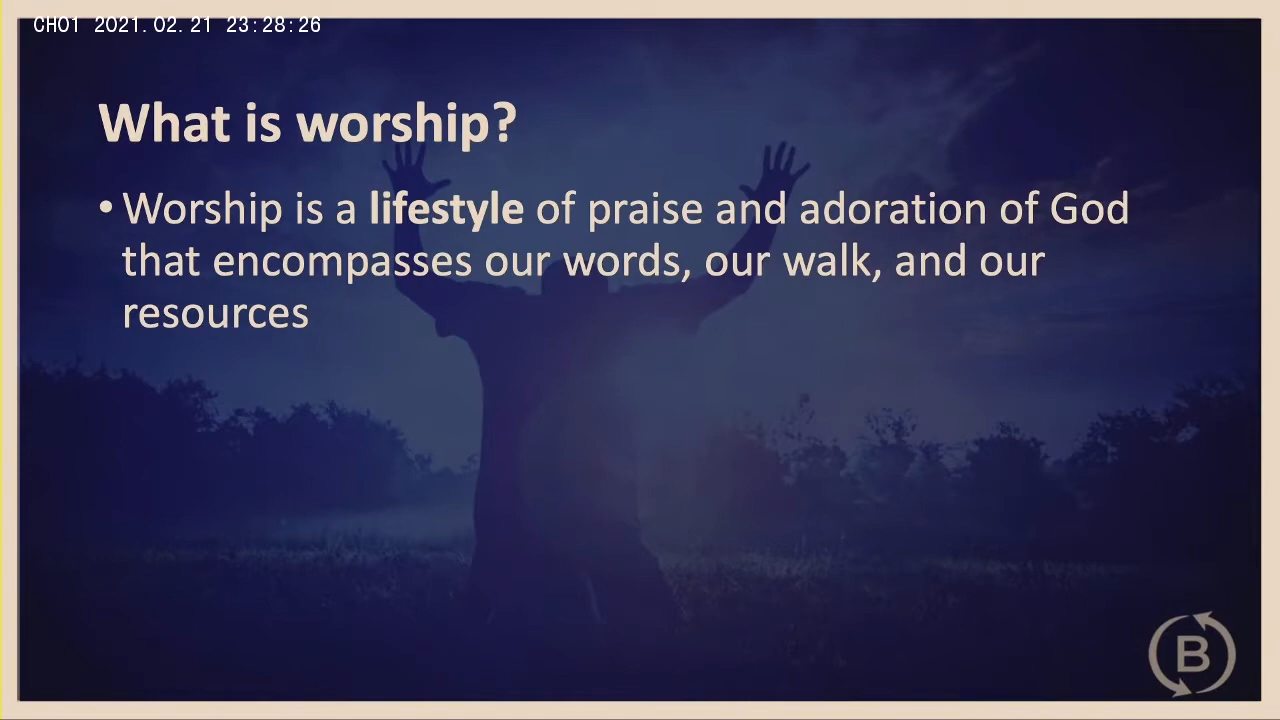 CH01 2021.02.21 23:28:26
What is worship?
• Worship is a lifestyle of praise and adoration of God
that encompasses our words, our walk, and our
resources
B